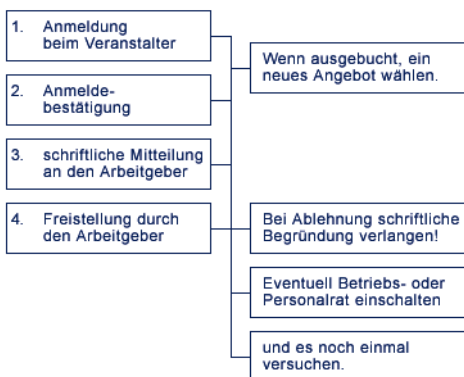 1. Anmeldung
beim Veranstalter
Wenn ausgebucht, ein
neues Angebot wählen.
2. Anmelde-
bestätigung
3. schriftliche Mitteilung
an den Arbeitgeber
4. Freistellung durch
den Arbeitgeber
Bei Ablehnung schriftliche
Begründung verlangen!
Eventuell Betriebs- oder
Personalrat einschalten
und es noch einmal
versuchen.